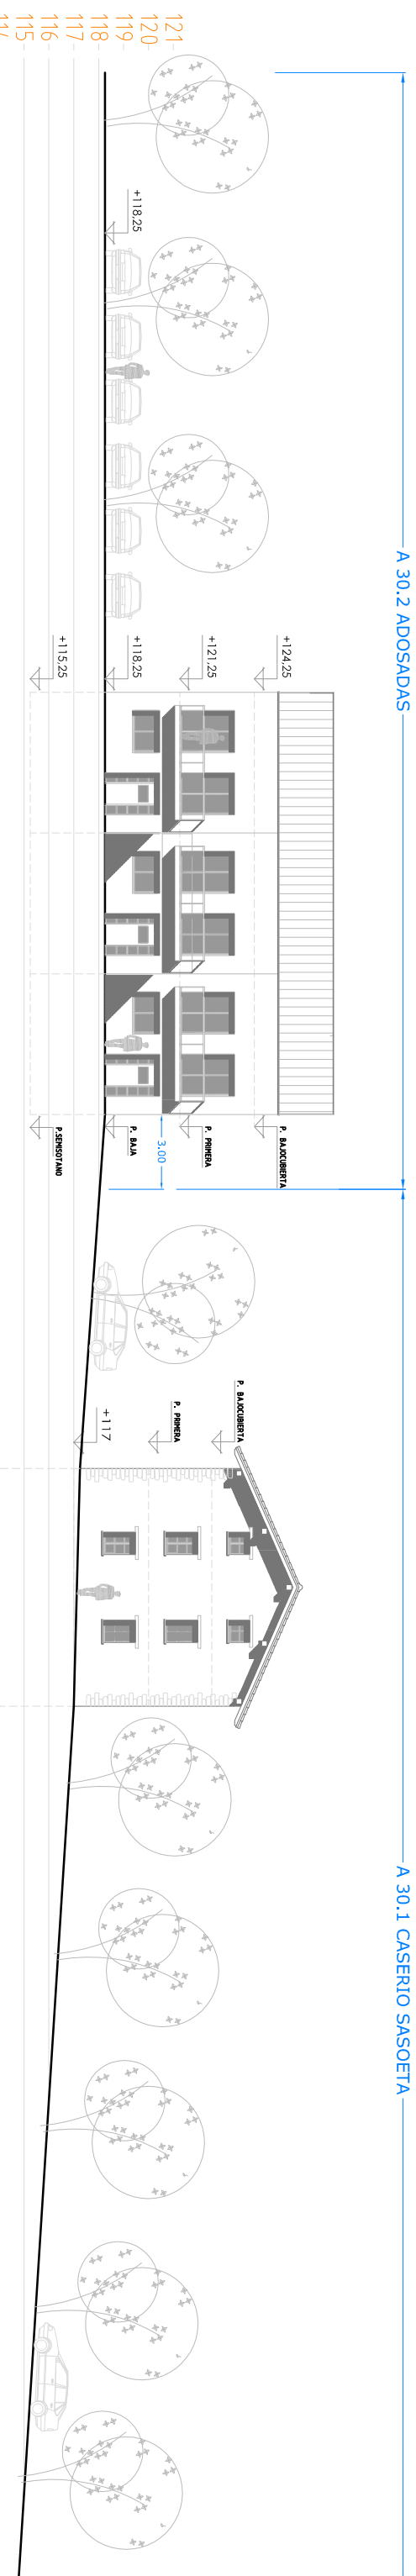 A 30.2 ADOSADAS
A 30.1 CASERIO SASOETA
121
120
119
118
117
116
115
+118,25
+124,25
+121,25
+118,25
+115,25
P. BAJOCUBIERTA
P. PRIMERA
P. BAJA
P.SEMISOTANO
3.00
P. BAJOCUBIERTA
P. PRIMERA
+117